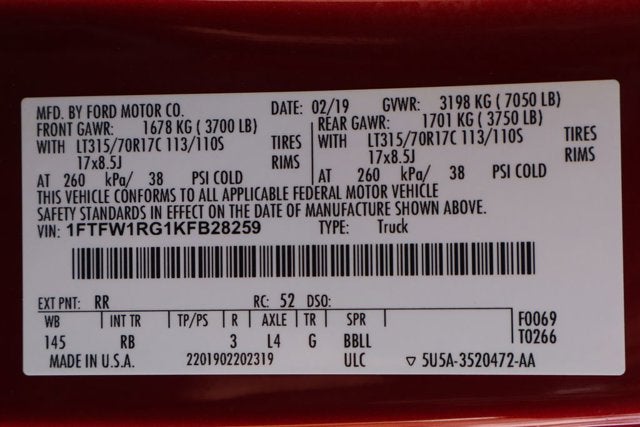 MFD. BY FORD MOTOR CO. DATE: 02/19 GVWR: 3198 KG ( 7050 LB)
FRONT GAWR: 1678 KG ( 3700 LB) REAR GAWR: 1701 KG ( 3750 LB)
WITH LT315/70R17C 113/110S TIRES WITH LT315/70R17C 113/110S TIRES
17x8.5J RIMS 17x8.5J RIMS
AT 260 kPa/ 38 PSI COLD AT 260 kPa/ 38 PSI COLD
THIS VEHICLE CONFORMS TO ALL APPLICABLE FEDERAL MOTOR VEHICLE
SAFETY STANDARDS IN EFFECT ON THE DATE OF MANUFACTURE SHOWN ABOVE.
VIN: 1FTFW1RG1KFB28259 TYPE: Truck
EXT PNT: RR RC: 52 DSO:
WB INT TR TP/PS R AXLE TR SPR F0069
145 RB 3 L4 G BBLL T0266
MADE IN U.S.A. 2201902202319 ULC ▽ 5U5A-3520472-AA